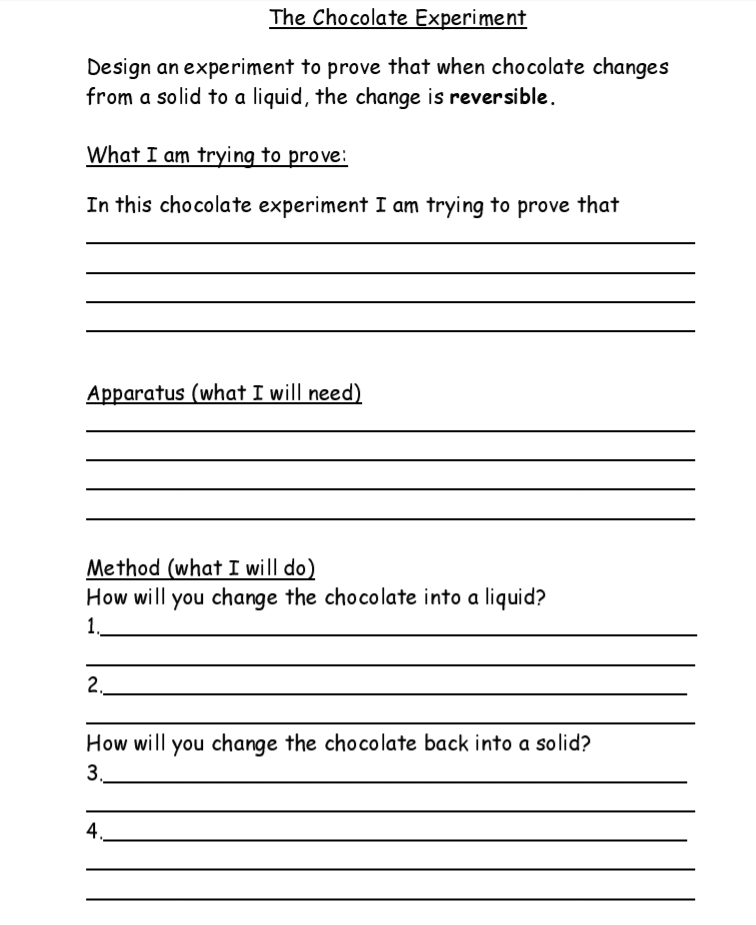 The Chocolate Experiment
Design an experiment to prove that when chocolate changes
from a solid to a liquid, the change is reversible.
What I am trying to prove:
In this chocolate experiment I am trying to prove that
Apparatus (what I will need)
Method (what I will do)
How will you change the chocolate into a liquid?
1.
2.
How will you change the chocolate back into a solid?
3.
4.